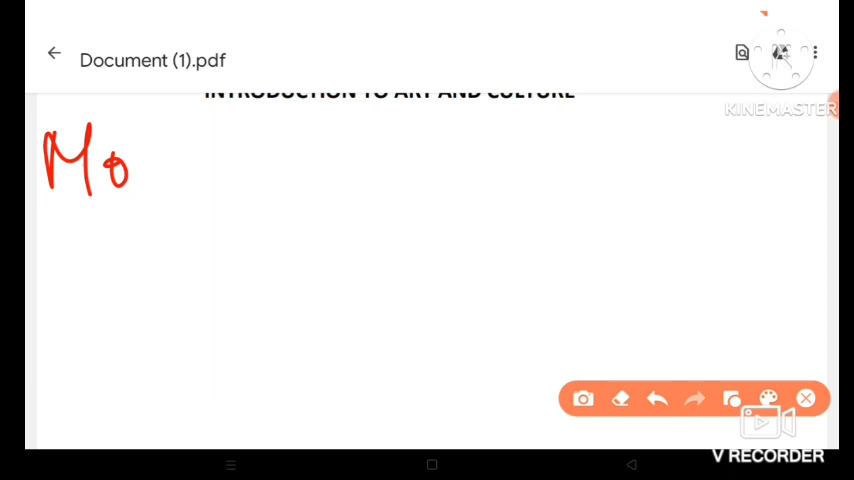 Document (1).pdf
KINEMASTER
INTRODUCTION TO ART AND CULTURE
Mo
V RECORDER